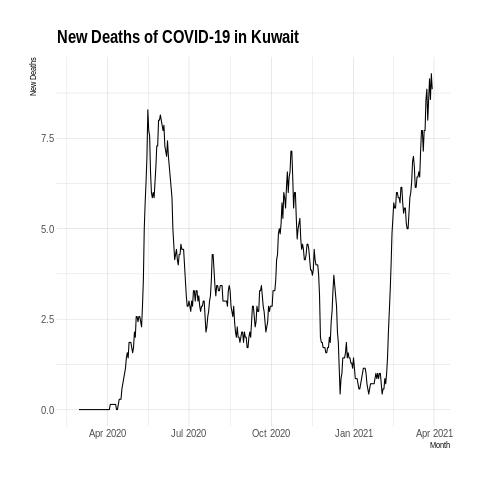 New Deaths of COVID-19 in Kuwait
New Deaths
7.5
5.0
2.5
0.0
Apr 2020 Jul 2020 Oct 2020 Jan 2021 Apr 2021
Month